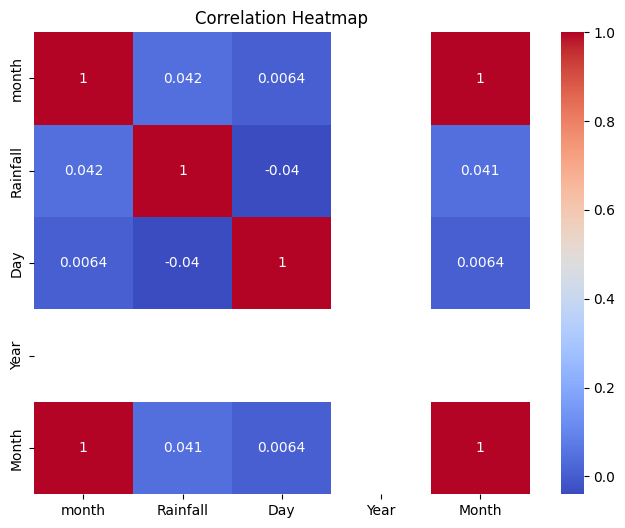 Correlation Heatmap
month 1 0.042 0.0064 1
Rainfall 0.042 1 -0.04 0.041
Day 0.0064 -0.04 1 0.0064
Year
Month 1 0.041 0.0064 1
month Rainfall Day Year Month
1.0
0.8
0.6
0.4
0.2
0.0